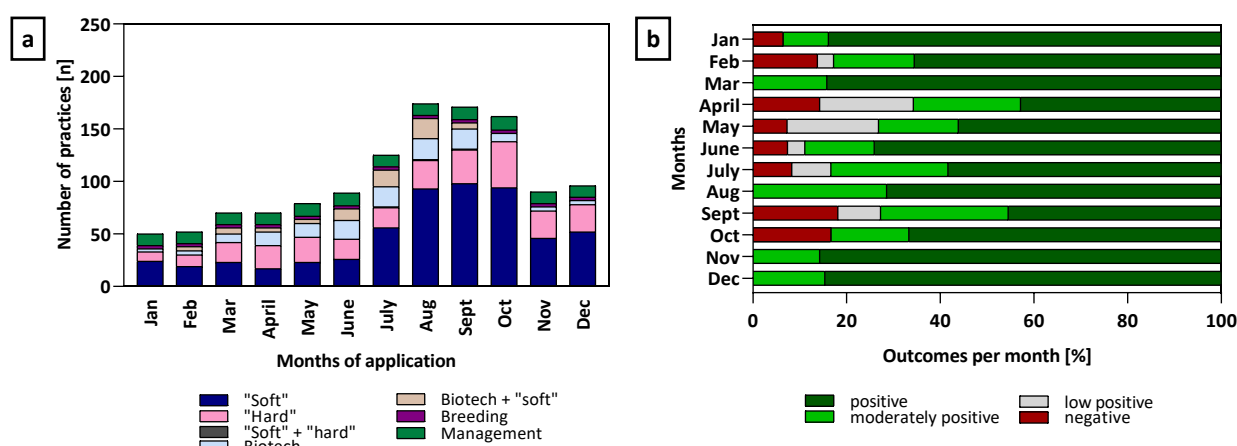 a
Number of practices [n]
250
200
150
100
50
0
Jan
Feb
Mar
April
May
June
July
Aug
Sept
Oct
Nov
Dec
Months of application
"Soft"
"Hard"
"Soft" + "hard"
Biotech
Biotech + "soft"
Breeding
Management
b
Months
Jan
Feb
Mar
April
May
June
July
Aug
Sept
Oct
Nov
Dec
0 20 40 60 80 100
Outcomes per month [%]
positive
moderately positive
low positive
negative